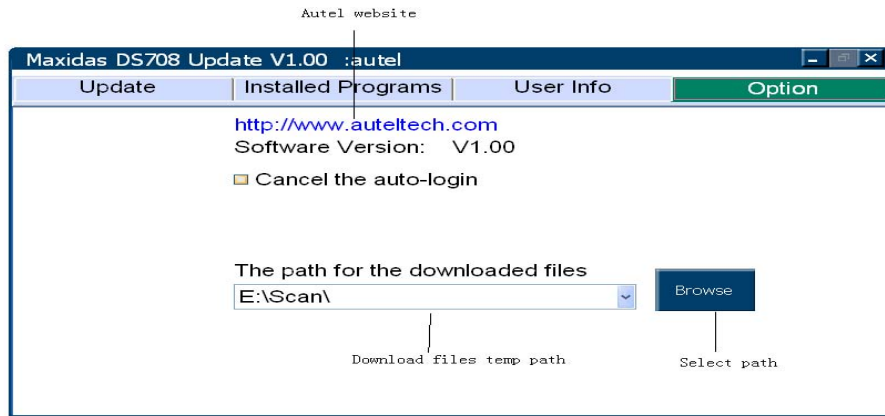 Autel website
Maxidas DS708 Update V1.00 :autel
Update Installed Programs User Info Option
http://www.auteltech.com
Software Version: V1.00
Cancel the auto-login
The path for the downloaded files
E:\Scan\ Browse
Download files temp path Select path